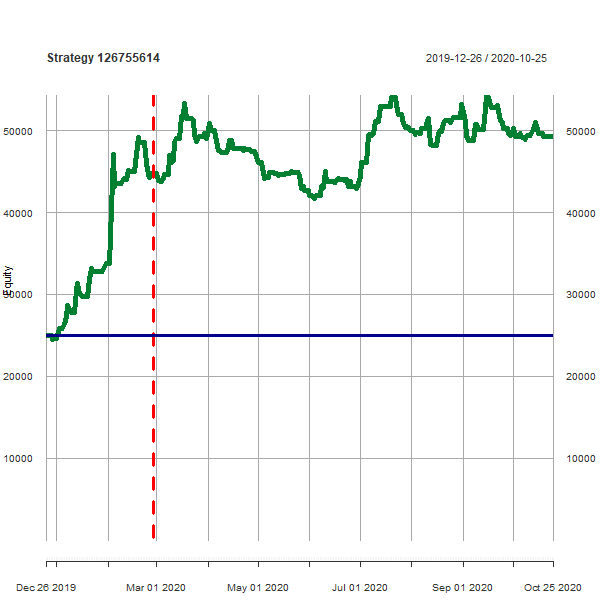 Strategy 126755614
2019-12-26 / 2020-10-25
50000
50000
40000
40000
Equity
30000
30000
20000
20000
10000
10000
Dec 26 2019
Mar 01 2020
May 01 2020
Jul 01 2020
Sep 01 2020
Oct 25 2020